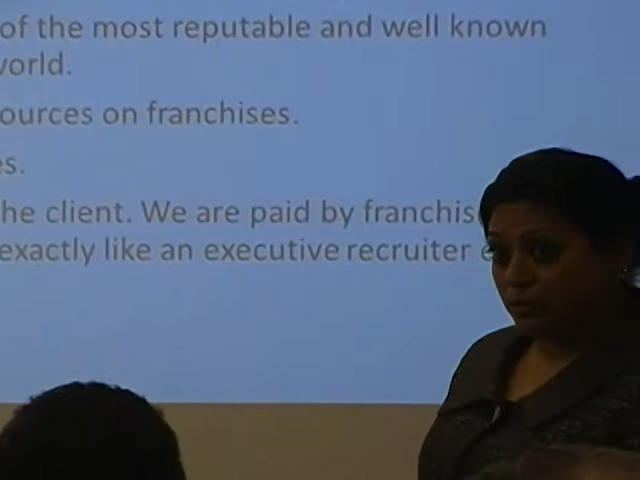 of the most reputable and well known
world.
ources on franchises.
es.
he client. We are paid by franchis
exactly like an executive recruiter